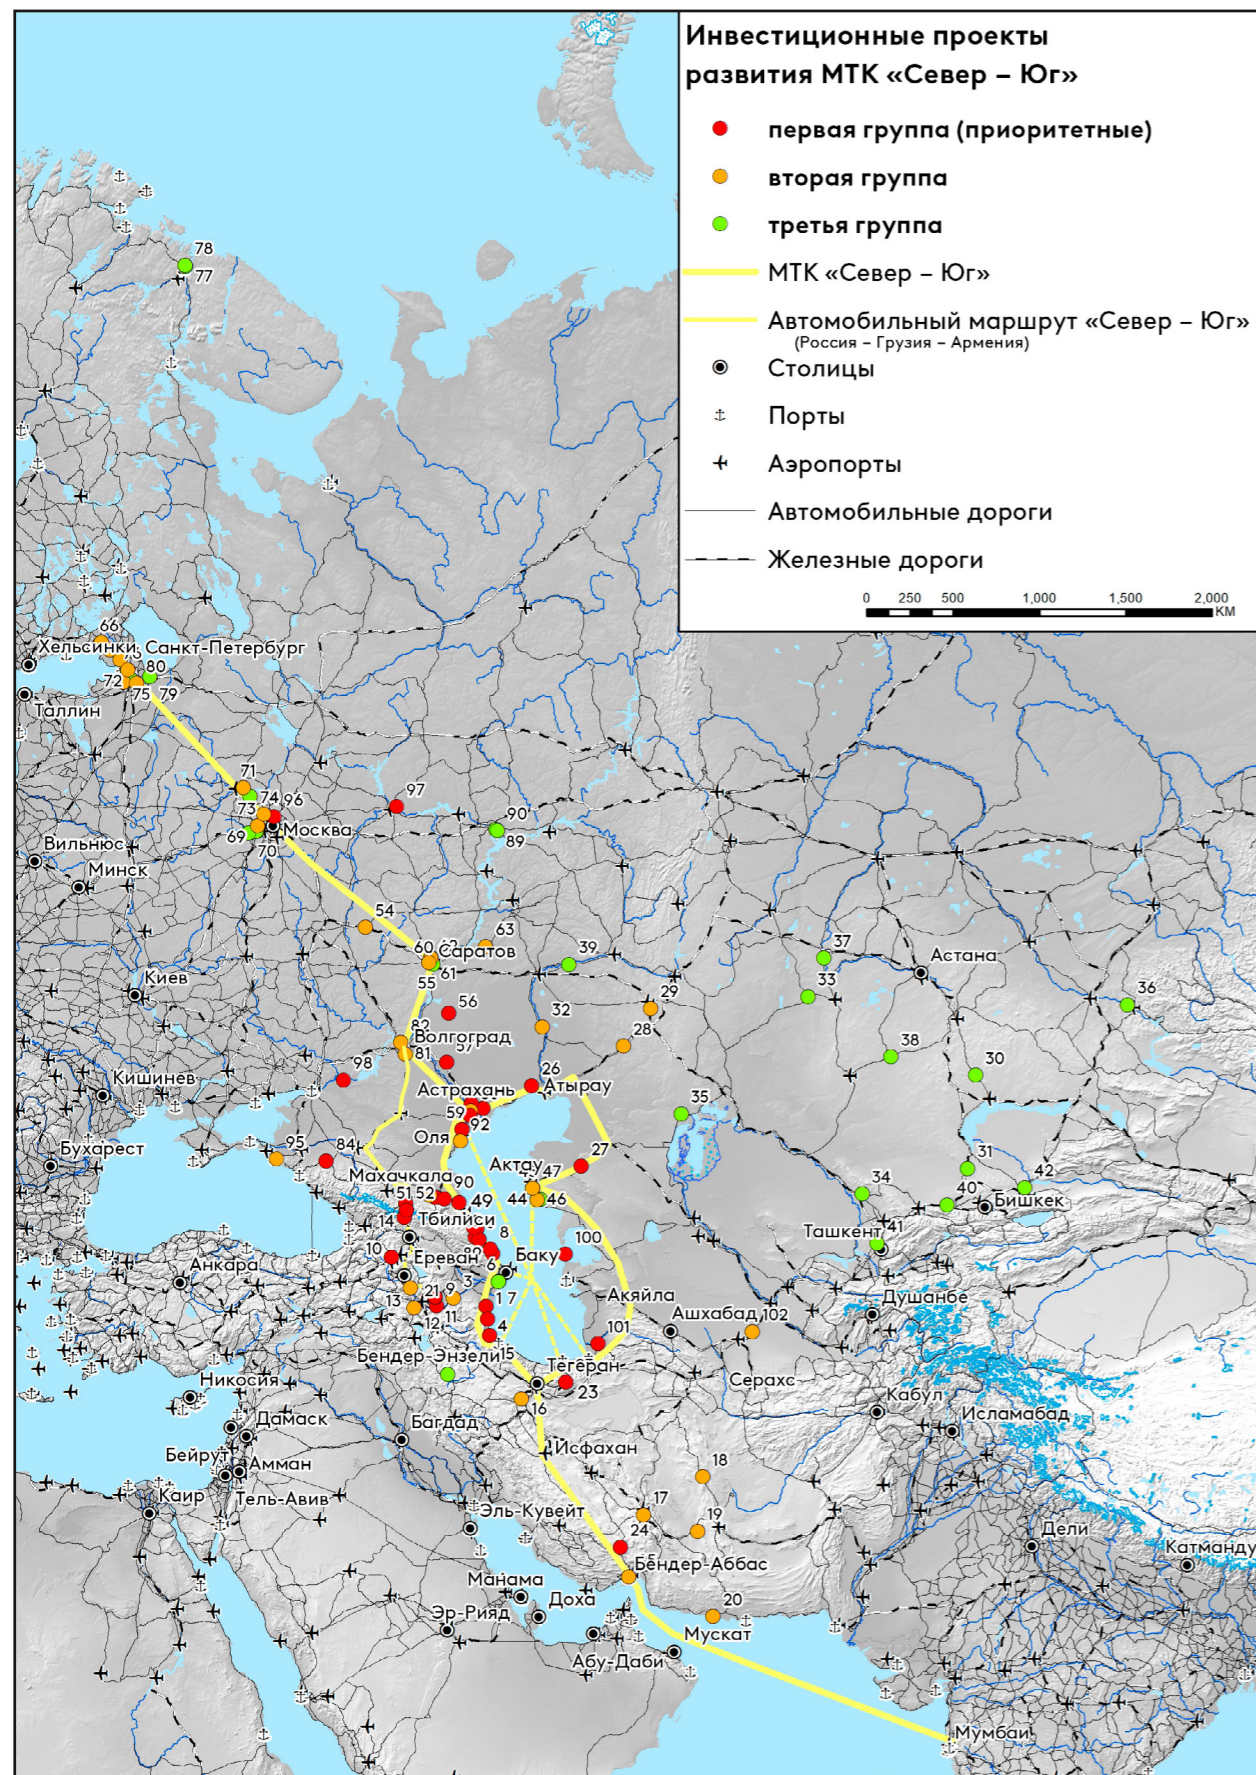 Инвестиционные проекты
развития МТК «Север – Юг»
первая группа (приоритетные)
вторая группа
третья группа
МТК «Север – Юг»
Автомобильный маршрут «Север – Юг»
(Россия – Грузия – Армения)
Столицы
Порты
Аэропорты
Автомобильные дороги
Железные дороги
0 250 500 1,000 1,500 2,000
KM
78
77
66
Хельсинки
Санкт-Петербург
80
72
75
79
Таллин
71
74
96
73
97
90
Москва
69
70
89
Вильнюс
Минск
54
63
60
Саратов
39
37
Астана
61
Киев
55
33
36
29
56
32
82
Волгоград
28
81
38
98
26
30
Кишинёв
Астрахань
Атырау
59
35
92
Оля
Бухарест
95
84
27
31
Актау
47
Махачкала
90
42
51
52
49
44
46
34
40
Бишкек
14
Тбилиси
8
100
Ташкент
41
10
Ереван
6
Баку
Анкара
3
21
9
1
7
Акяйла
Душанбе
13
12
11
4
Ашхабад
102
101
Бендер-Энзели
15
Тегеран
Никосия
23
Серахс
Кабул
16
Дамаск
Багдад
Исламабад
Бейрут
Исфахан
Амман
18
Каир
Тель-Авив
Эль-Кувейт
17
19
24
Дели
Бендер-Аббас
Катманду
Манама
Доха
20
Эр-Рияд
Мускат
Абу-Даби
Мумбаи